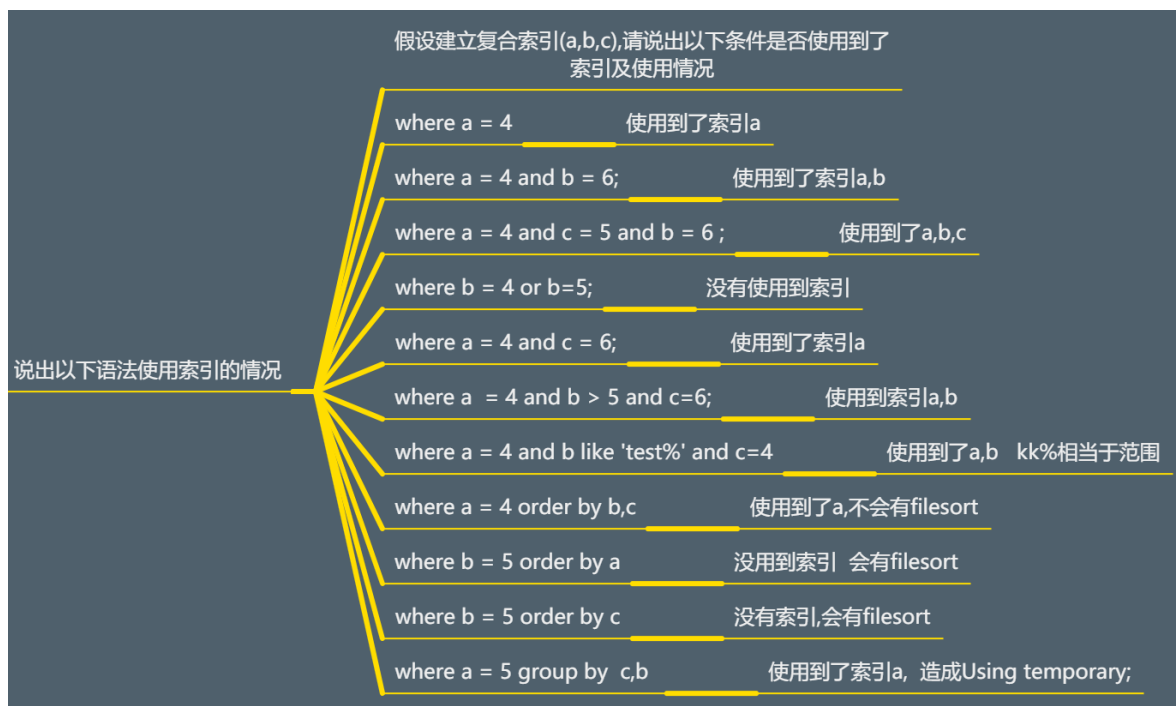 假设建立复合索引(a,b,c),请说出以下条件是否使用到了
索引及使用情况
where a = 4 使用到了索引a
where a = 4 and b = 6; 使用到了索引a,b
where a = 4 and c = 5 and b = 6 ; 使用到了a,b,c
where b = 4 or b=5; 没有使用到索引
where a = 4 and c = 6; 使用到了索引a
说出以下语法使用索引的情况
where a  = 4 and b > 5 and c=6; 使用到索引a,b
where a = 4 and b like 'test%' and c=4 使用到了a,b   kk%相当于范围
where a = 4 order by b,c 使用到了a,不会有filesort
where b = 5 order by a 没用到索引  会有filesort
where b = 5 order by c 没有索引,会有filesort
where a = 5 group by  c,b 使用到了索引a,  造成Using temporary;